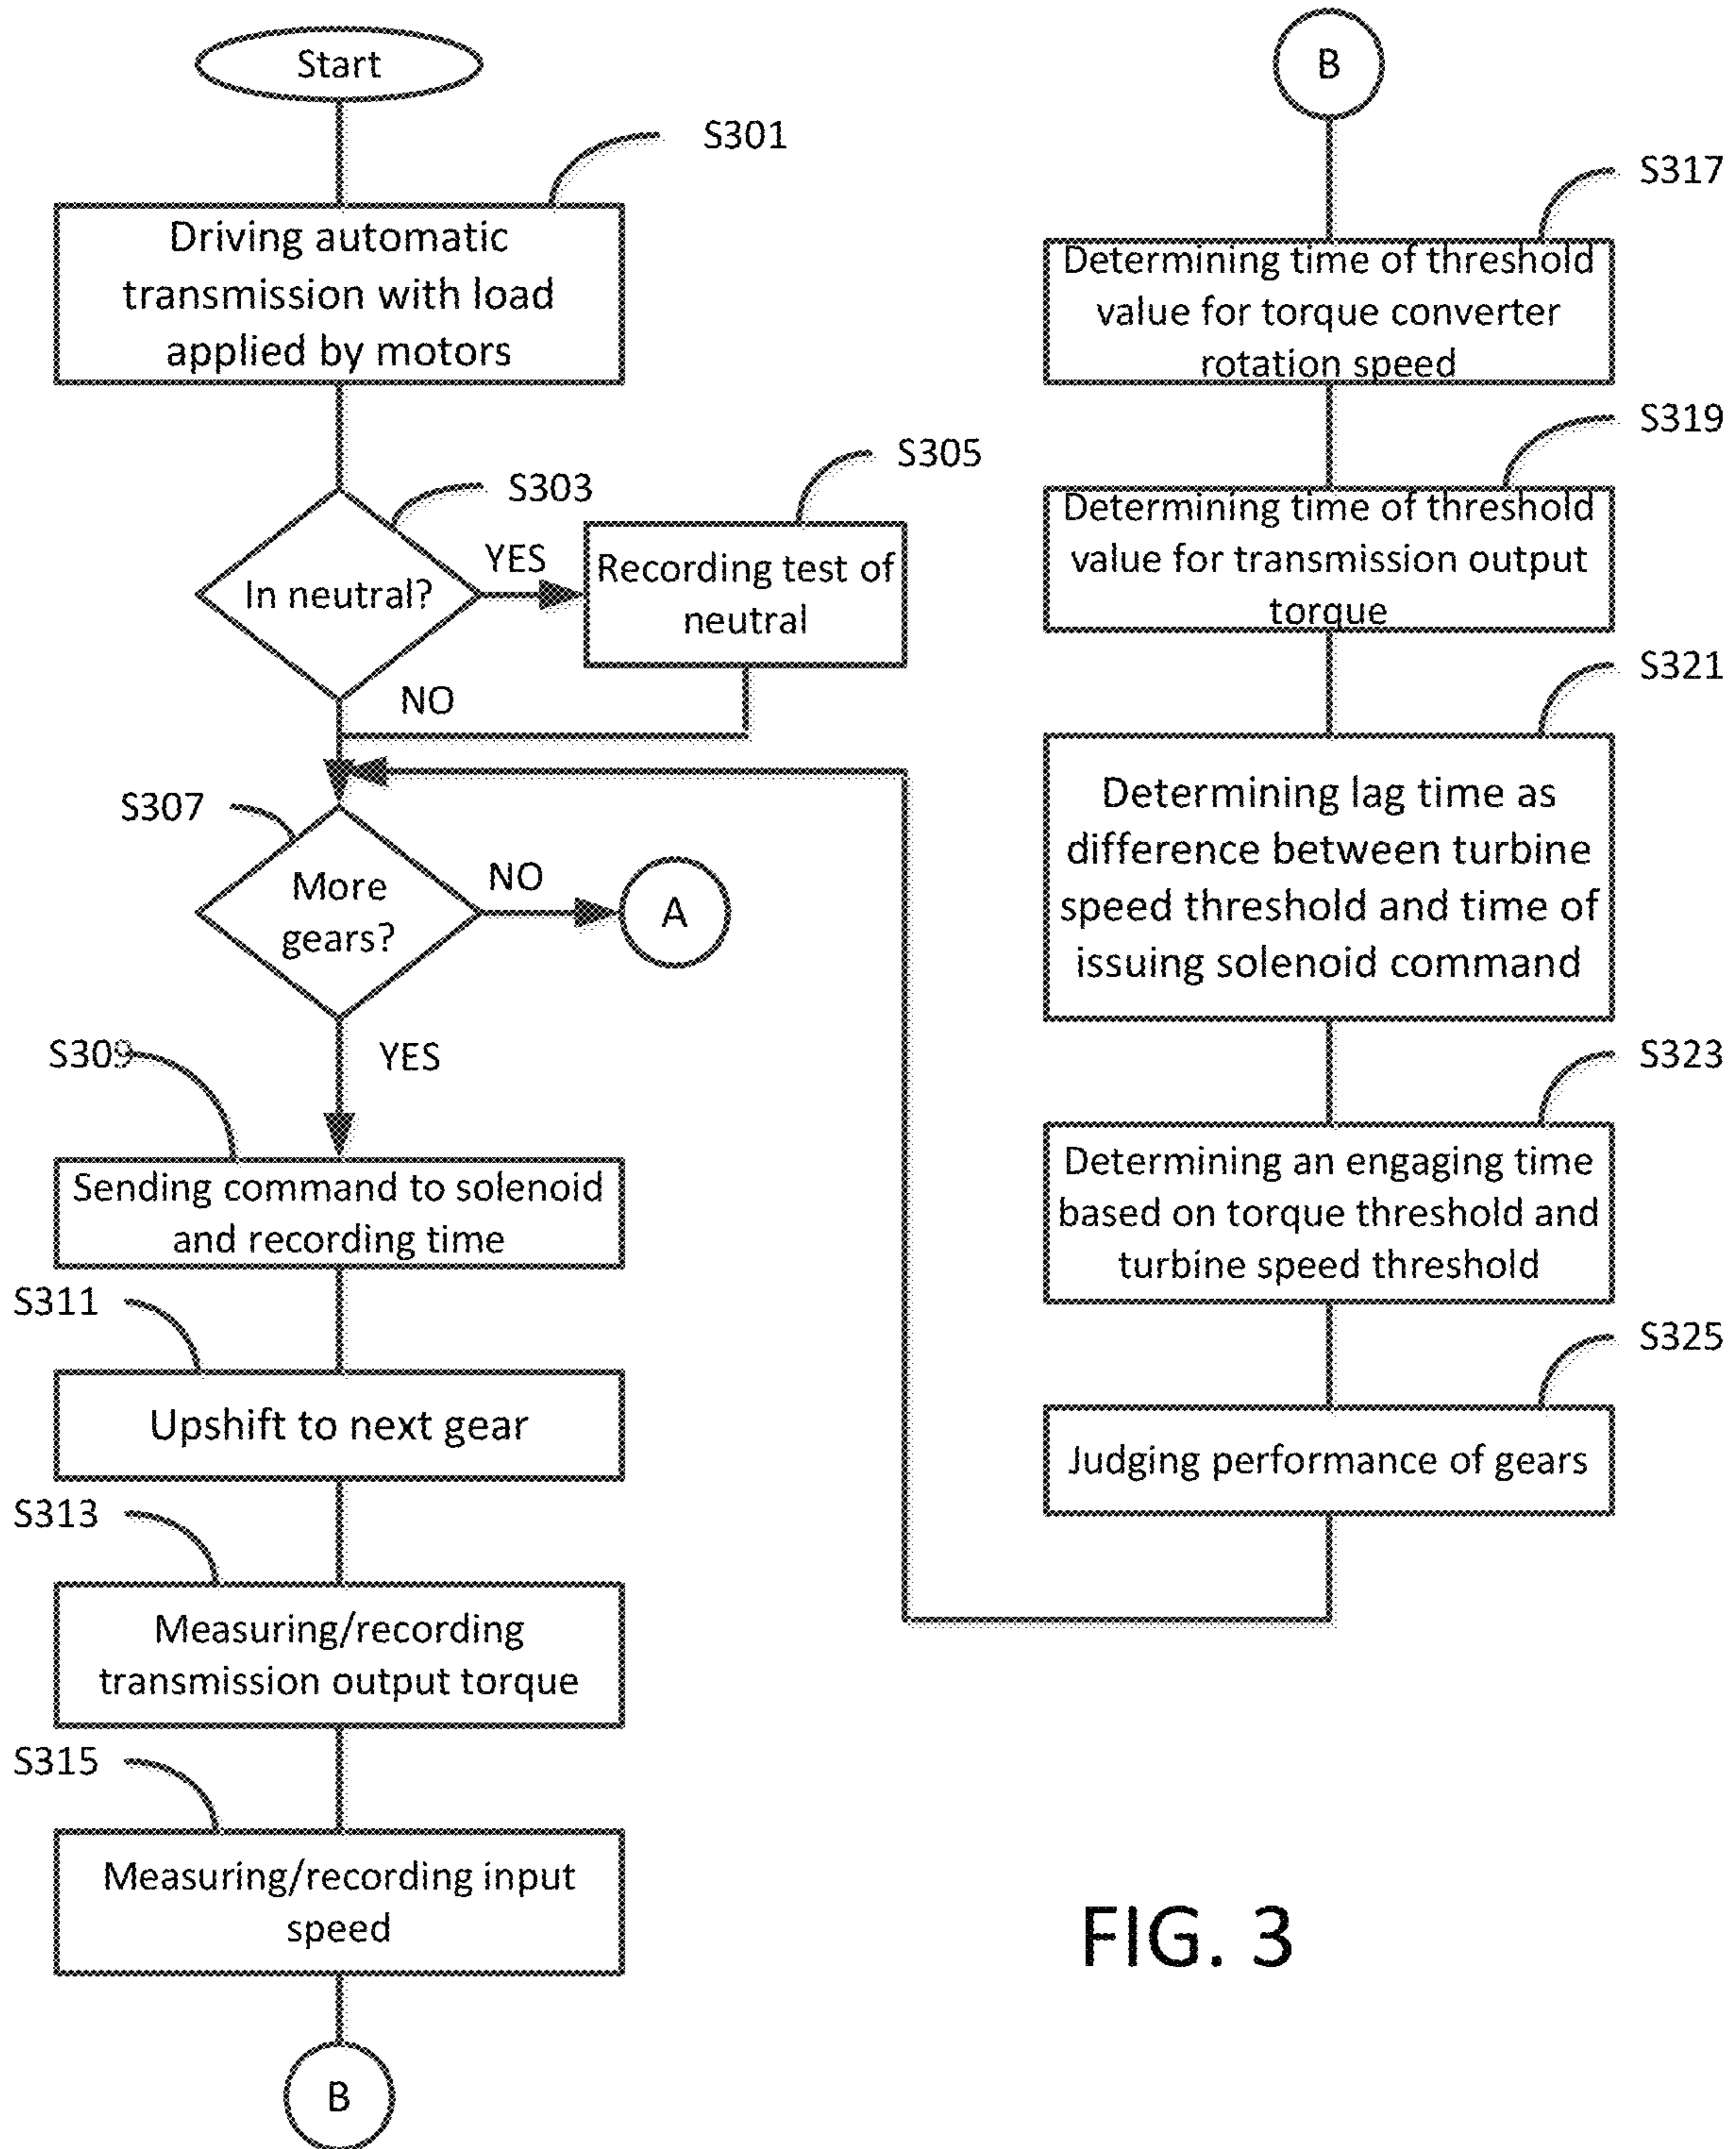 Start
S301
Driving automatic
transmission with load
applied by motors
S303
In neutral?
YES
S305
Recording test of
neutral
NO
S307
More
gears?
NO
A
YES
S309
Sending command to solenoid
and recording time
S311
Upshift to next gear
S313
Measuring/recording
transmission output torque
S315
Measuring/recording input
speed
B
B
S317
Determining time of threshold
value for torque converter
rotation speed
S319
Determining time of threshold
value for transmission output
torque
S321
Determining lag time as
difference between turbine
speed threshold and time of
issuing solenoid command
S323
Determining an engaging time
based on torque threshold and
turbine speed threshold
S325
Judging performance of gears
FIG. 3